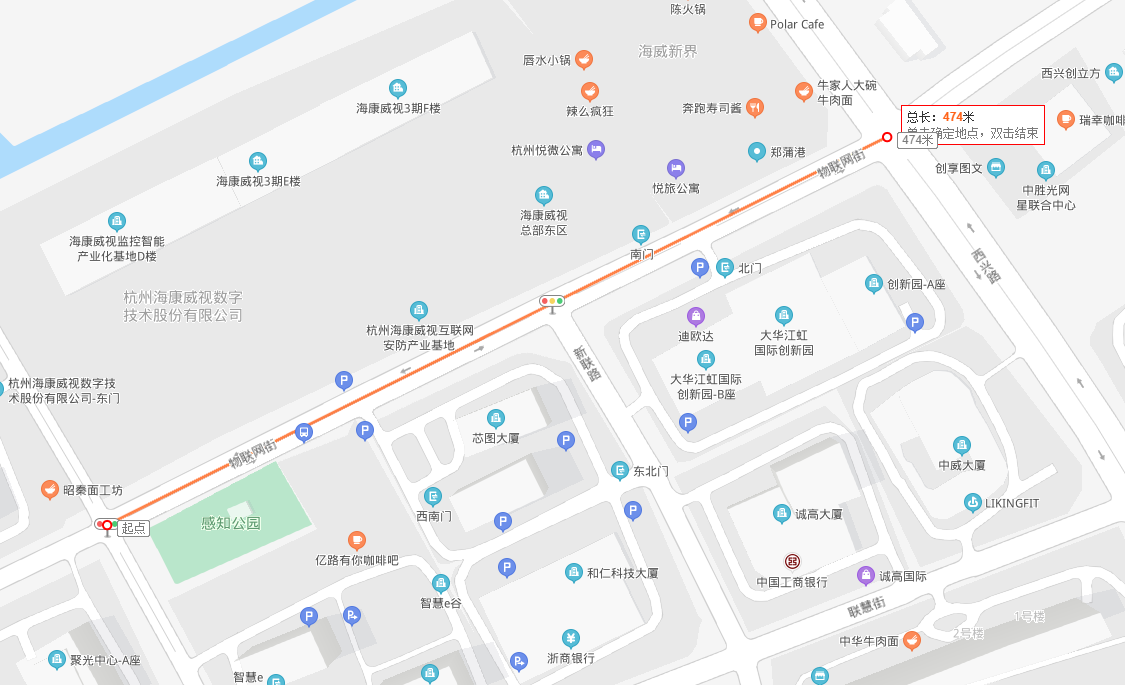 陈火锅
Polar Cafe
海威新界
唇水小锅
西兴创立方
牛家人大碗
牛肉面
海康威视3期F楼
辣么疯狂
奔跑寿司酱
总长：474米
单击确定地点，双击结束
474米
瑞幸咖啡
杭州悦微公寓
郑蒲港
物联网街
创享图文
海康威视3期E楼
悦旅公寓
中胜光网
星联合中心
海康威视
总部东区
海康威视监控智能
产业化基地D楼
南门
北门
西兴路
创新园-A座
杭州海康威视数字
技术股份有限公司
杭州海康威视互联网
安防产业基地
迪欧达
大华江虹
国际创新园
新联路
大华江虹国际
创新园-B座
杭州海康威视数字技
术股份有限公司-东门
芯图大厦
物联网街
东北门
中威大厦
昭秦面工坊
西南门
LIKINGFIT
起点
感知公园
诚高大厦
亿路有你咖啡吧
和仁科技大厦
中国工商银行
诚高国际
智慧e谷
联慧街
1号楼
2号楼
中华牛肉面
聚光中心-A座
浙商银行
智慧e